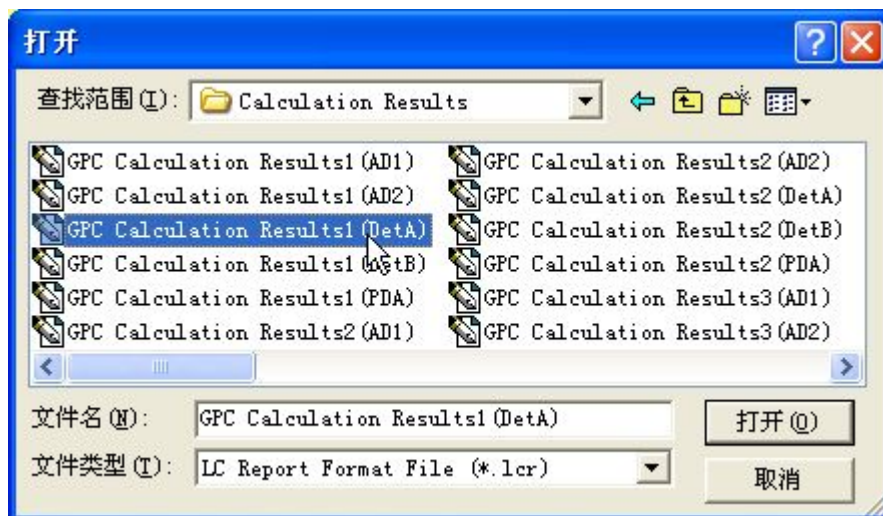 打开
查找范围(I): Calculation Results
GPC Calculation Results1(AD1)
GPC Calculation Results1(AD2)
GPC Calculation Results1(DetA)
GPC Calculation Results1(DetB)
GPC Calculation Results1(PDA)
GPC Calculation Results2(AD1)
GPC Calculation Results2(AD2)
GPC Calculation Results2(DetA)
GPC Calculation Results2(DetB)
GPC Calculation Results2(PDA)
GPC Calculation Results3(AD1)
GPC Calculation Results3(AD2)
文件名(N): GPC Calculation Results1(DetA) 打开(O)
文件类型(T): LC Report Format File (*.lcr) 取消